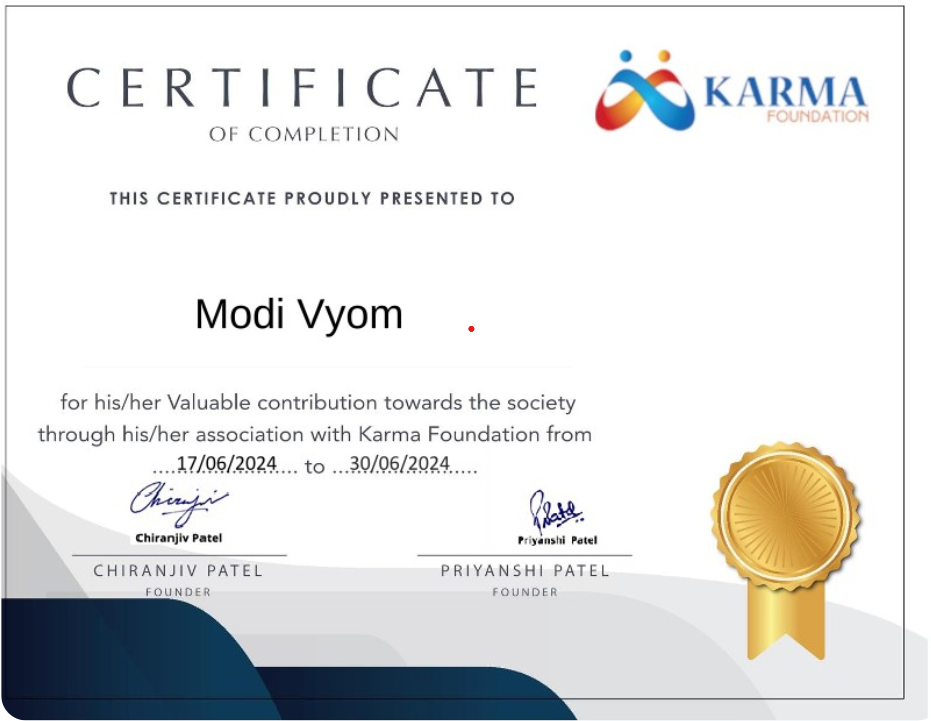 CERTIFICATE
OF COMPLETION
KARMA
FOUNDATION
THIS CERTIFICATE PROUDLY PRESENTED TO
Modi Vyom
for his/her Valuable contribution towards the society
through his/her association with Karma Foundation from
....17/06/2024.... to ...30/06/2024.....
Chiranjiv
Chiranjiv Patel
CHIRANJIV PATEL
FOUNDER
P.Patel
Priyanshi Patel
PRIYANSHI PATEL
FOUNDER